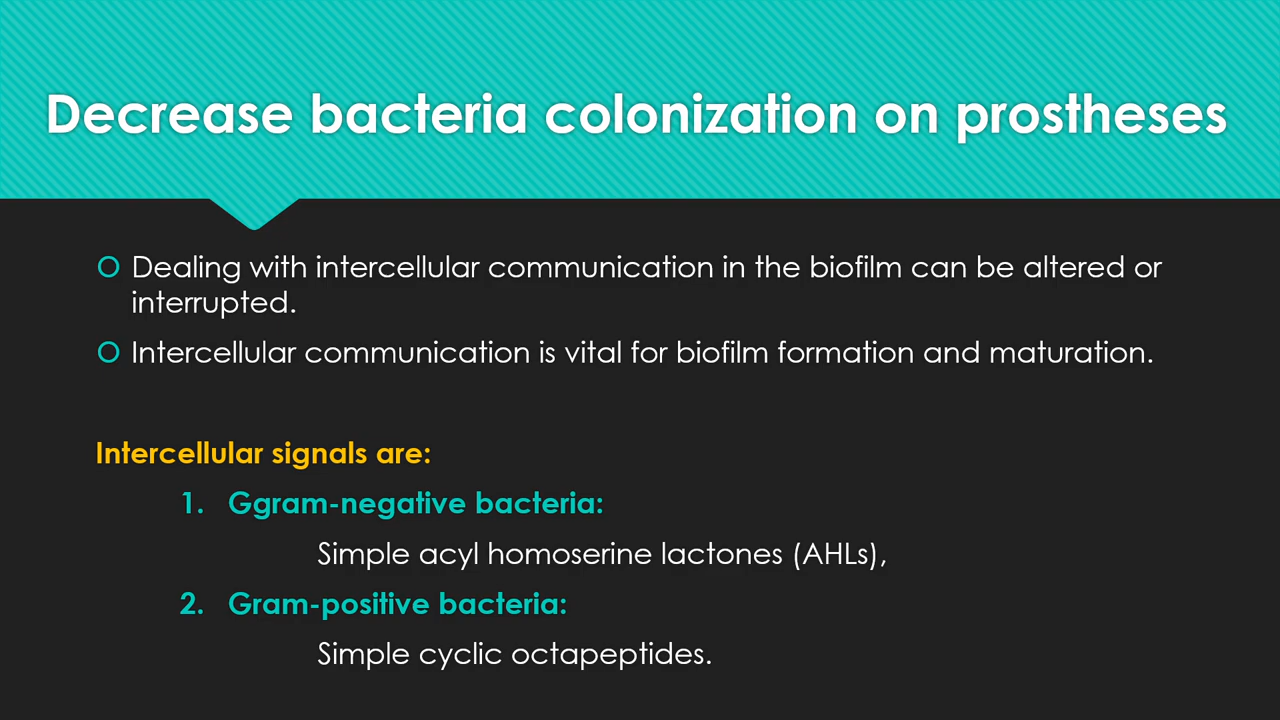 Decrease bacteria colonization on prostheses
Dealing with intercellular communication in the biofilm can be altered or
interrupted.
Intercellular communication is vital for biofilm formation and maturation.
Intercellular signals are:
1. Ggram-negative bacteria:
Simple acyl homoserine lactones (AHLs),
2. Gram-positive bacteria:
Simple cyclic octapeptides.